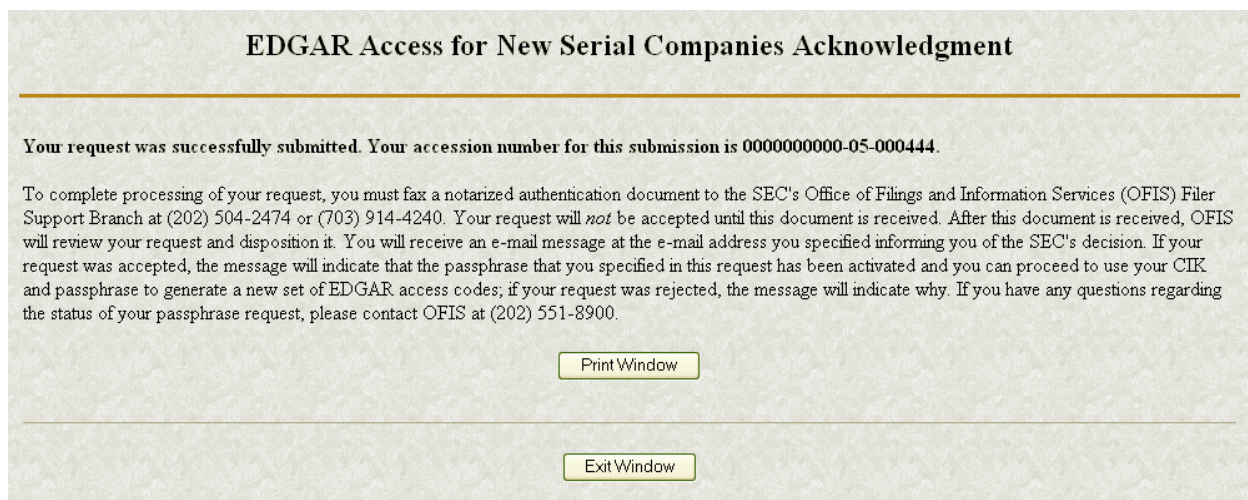 EDGAR Access for New Serial Companies Acknowledgment
Your request was successfully submitted. Your accession number for this submission is 0000000000-05-000444.
To complete processing of your request, you must fax a notarized authentication document to the SEC's Office of Filings and Information Services (OFIS) Filer
Support Branch at (202) 504-2474 or (703) 914-4240. Your request will not be accepted until this document is received. After this document is received, OFIS
will review your request and disposition it. You will receive an e-mail message at the e-mail address you specified informing you of the SEC's decision. If your
request was accepted, the message will indicate that the passphrase that you specified in this request has been activated and you can proceed to use your CIK
and passphrase to generate a new set of EDGAR access codes; if your request was rejected, the message will indicate why. If you have any questions regarding
the status of your passphrase request, please contact OFIS at (202) 551-8900.
Print Window
Exit Window